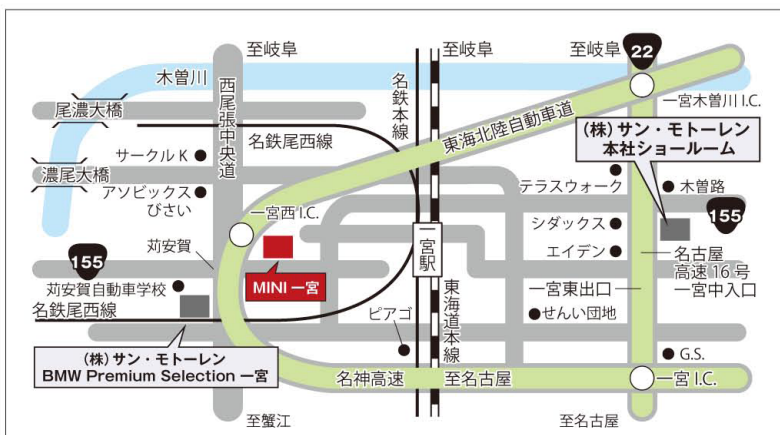 至岐阜
至岐阜
至岐阜
22
木曽川
西尾張中央道
名鉄本線
尾濃大橋
一宮木曽川 I.C.
名鉄尾西線
東海北陸自動車道
(株) サン・モトーレン
本社ショールーム
サークル K
濃尾大橋
アソビックス
びさい
テラスウォーク
木曽路
一宮西 I.C.
シダックス
155
一宮駅
苅安賀
エイデン
名古屋
高速 16 号
一宮中入口
155
MINI 一宮
苅安賀自動車学校
一宮東出口
東海道本線
名鉄尾西線
ピアゴ
せんい団地
(株) サン・モトーレン
BMW Premium Selection 一宮
G.S.
名神高速
至名古屋
一宮 I.C.
至蟹江
至名古屋